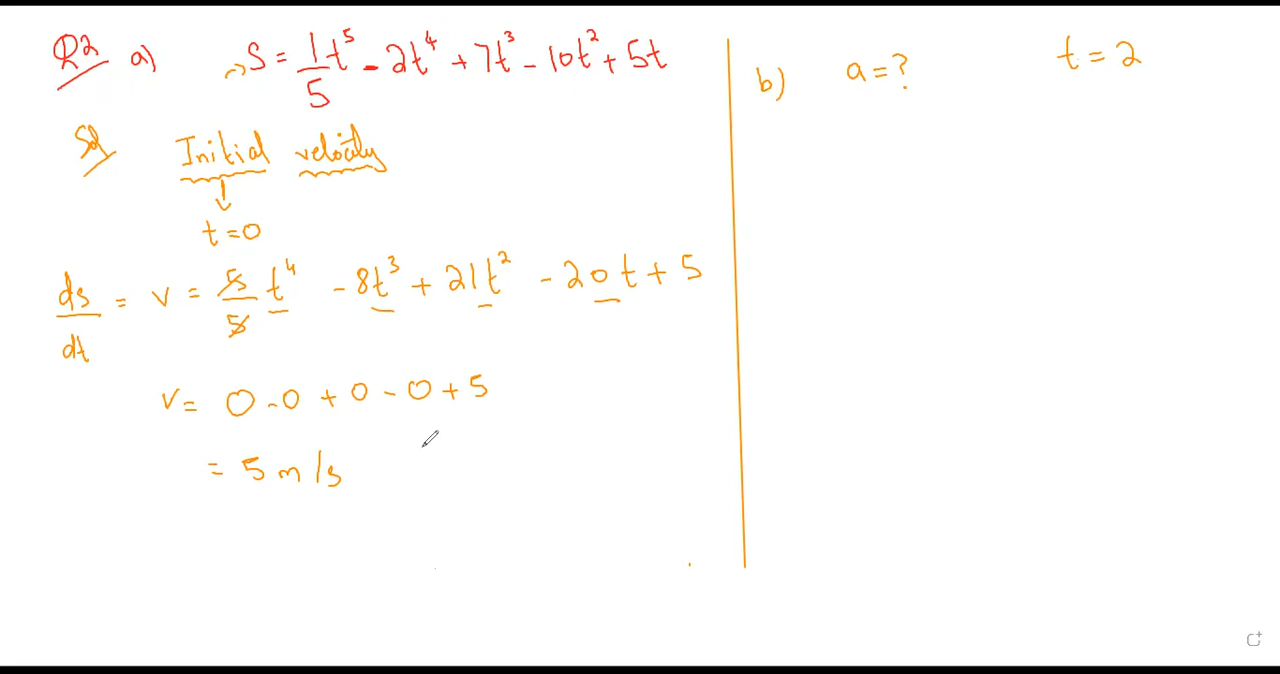 Q2 a) → S = 1/5 t⁵ - 2t⁴ + 7t³ - 10t² + 5t
Sol Initial velocity
↓
t = 0
ds/dt = v = 5/5 t⁴ - 8t³ + 21t² - 20t + 5
v = 0 - 0 + 0 - 0 + 5
= 5 m/s
b) a = ? t = 2